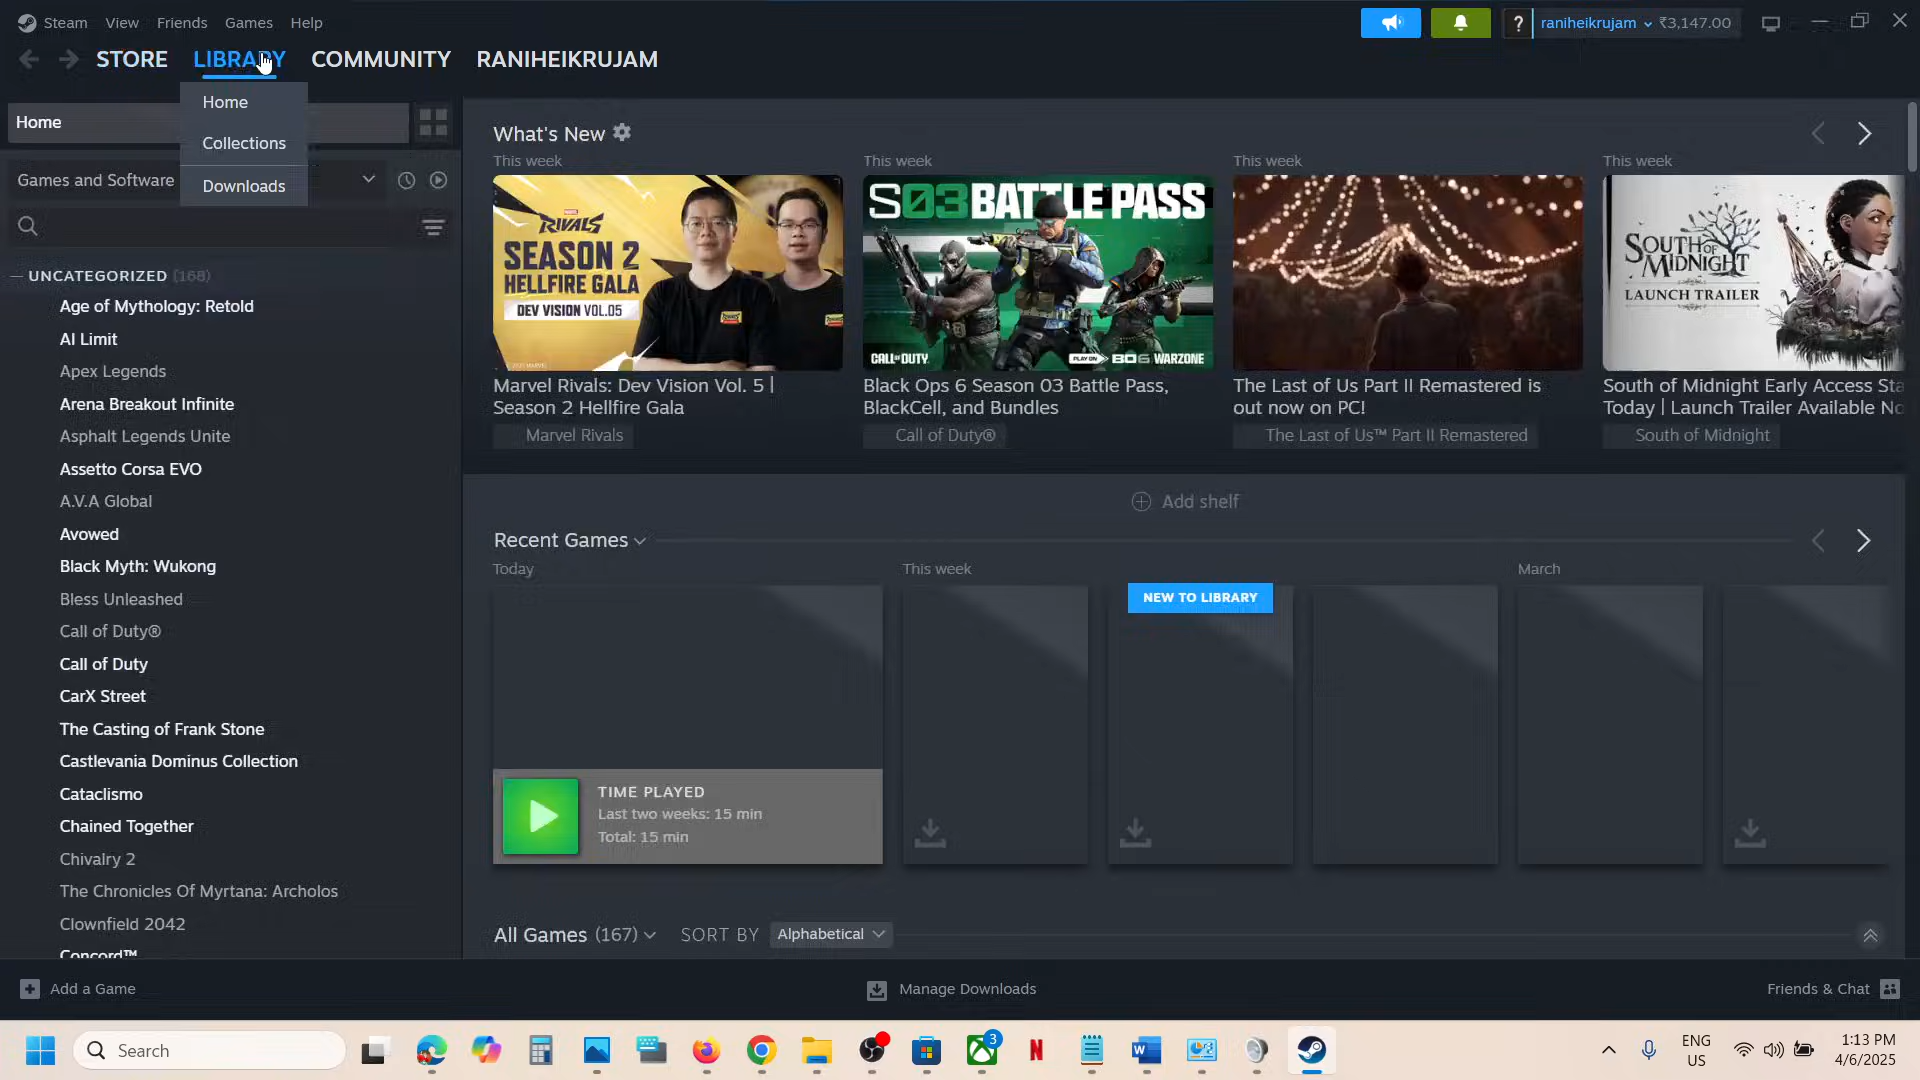 Steam View Friends Games Help
? raniheikrujam ₹3,147.00
STORE LIBRARY COMMUNITY RANIHEIKRUJAM
Home
Collections
Downloads
Home
Games and Software
UNCATEGORIZED (168)
Age of Mythology: Retold
AI Limit
Apex Legends
Arena Breakout Infinite
Asphalt Legends Unite
Assetto Corsa EVO
A.V.A Global
Avowed
Black Myth: Wukong
Bless Unleashed
Call of Duty®
Call of Duty
CarX Street
The Casting of Frank Stone
Castlevania Dominus Collection
Cataclismo
Chained Together
Chivalry 2
The Chronicles Of Myrtana: Archolos
Clownfield 2042
Concord™
What's New
This week
MARVEL
RIVALS
SEASON 2
HELLFIRE GALA
DEV VISION VOL.05
Marvel Rivals: Dev Vision Vol. 5 |
Season 2 Hellfire Gala
Marvel Rivals
This week
S03 BATTLE PASS
CALL OF DUTY
PLAY ON BO6 WARZONE
Black Ops 6 Season 03 Battle Pass,
BlackCell, and Bundles
Call of Duty®
This week
The Last of Us Part II Remastered is
out now on PC!
The Last of Us™ Part II Remastered
This week
SOUTH OF
MIDNIGHT
LAUNCH TRAILER
South of Midnight Early Access Sta
Today | Launch Trailer Available No
South of Midnight
Add shelf
Recent Games
Today
This week
March
NEW TO LIBRARY
TIME PLAYED
Last two weeks: 15 min
Total: 15 min
All Games (167) SORT BY Alphabetical
Add a Game
Manage Downloads
Friends & Chat
Search
3
N
W
ENG
US
1:13 PM
4/6/2025